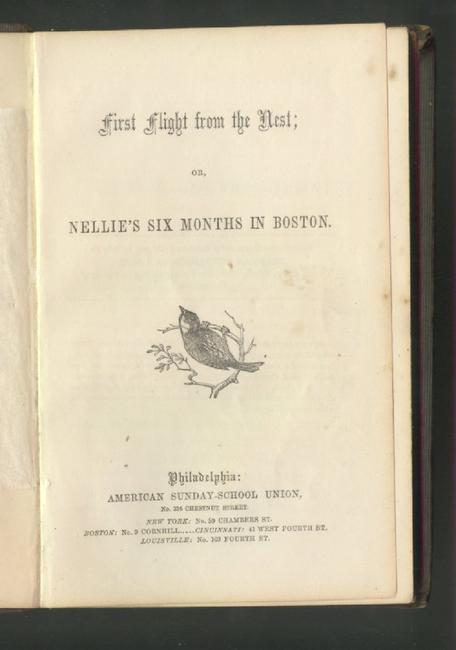 First Flight from the Nest;
OR,
NELLIE'S SIX MONTHS IN BOSTON.
Philadelphia:
AMERICAN SUNDAY-SCHOOL UNION,
No. 316 CHESTNUT STREET.
NEW YORK: No. 59 CHAMBERS ST.
BOSTON: No. 9 CORNHILL.....CINCINNATI: 41 WEST FOURTH ST.
LOUISVILLE: No. 103 FOURTH ST.